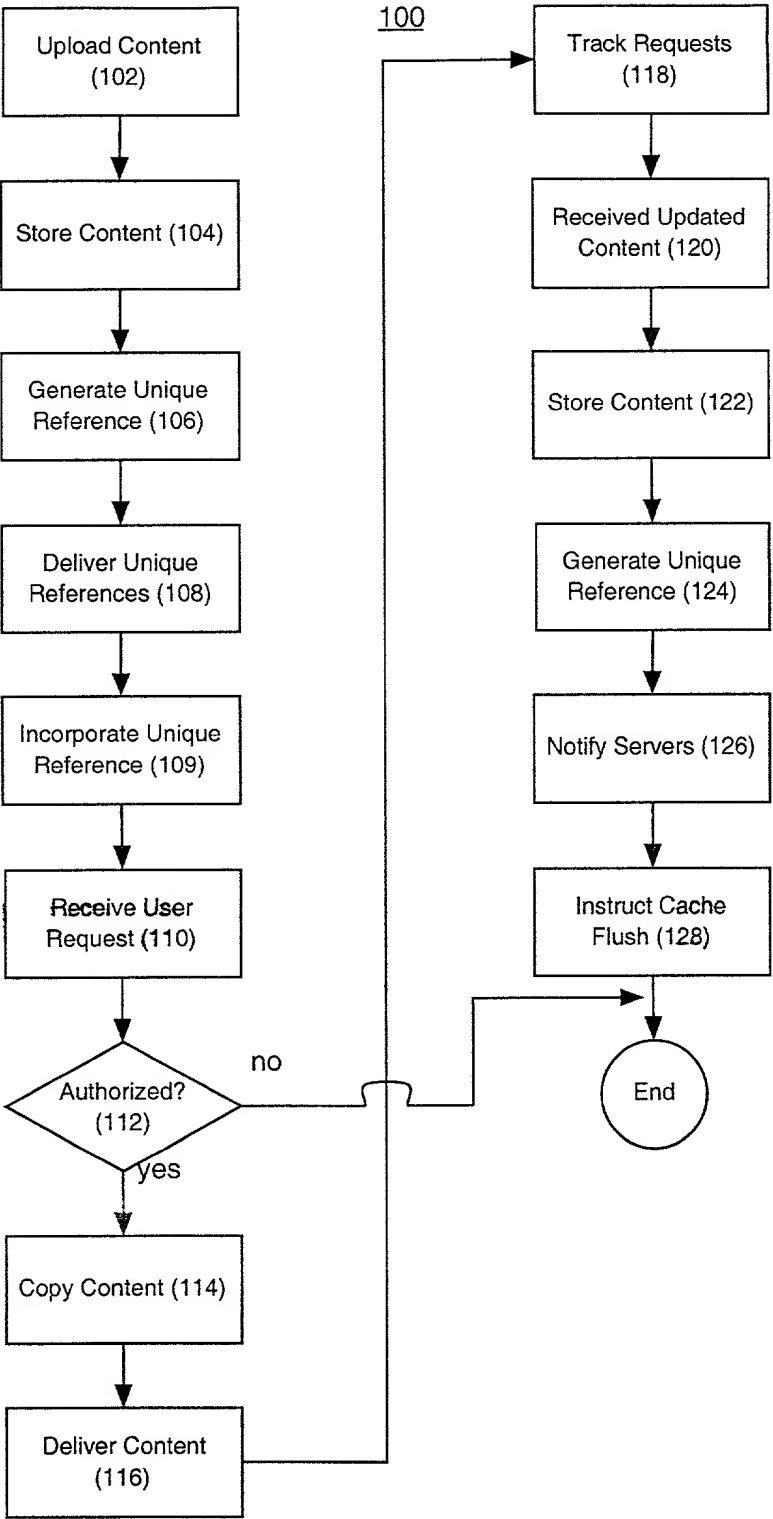 100
Upload Content
(102)
Store Content (104)
Generate Unique
Reference (106)
Deliver Unique
References (108)
Incorporate Unique
Reference (109)
Receive User
Request (110)
Authorized?
(112)
no
yes
Copy Content (114)
Deliver Content
(116)
Track Requests
(118)
Received Updated
Content (120)
Store Content (122)
Generate Unique
Reference (124)
Notify Servers (126)
Instruct Cache
Flush (128)
End